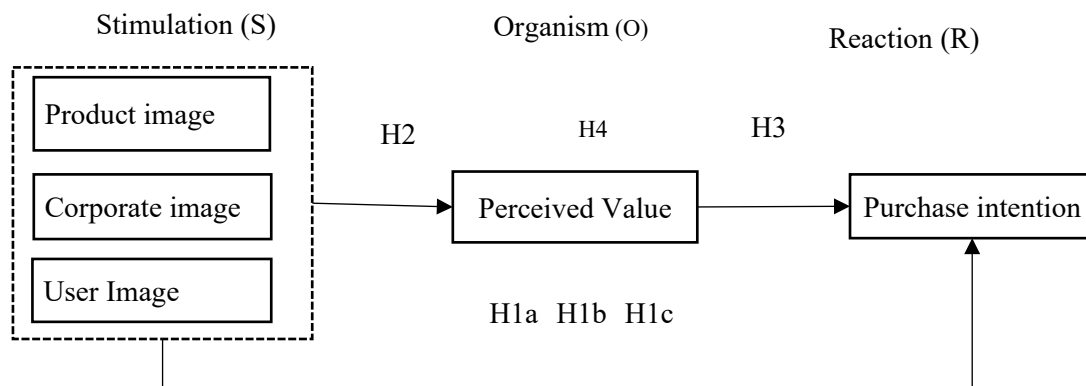 Stimulation (S)
Organism (O)
Reaction (R)
Product image
Corporate image
User Image
H2
H4
H3
Perceived Value
Purchase intention
H1a H1b H1c